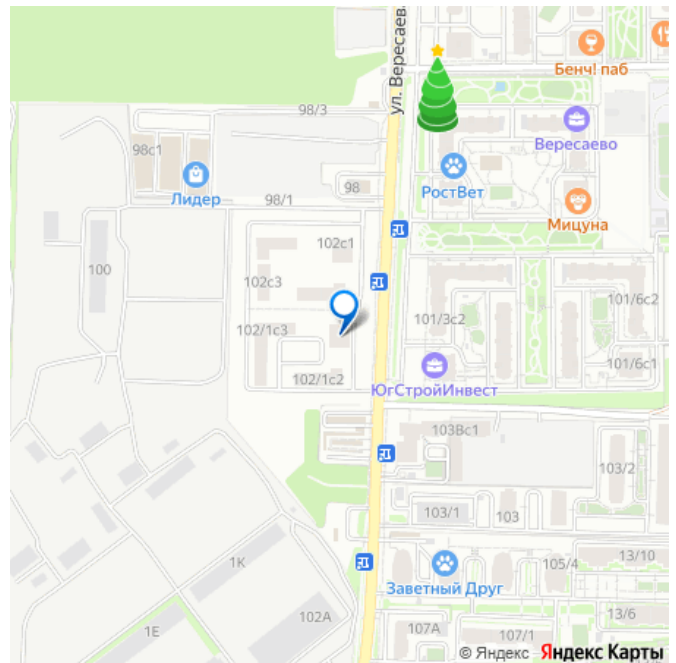 ул. Вересаева
Бенч! паб
98/3
98с1
Вересаево
98
РостВет
Лидер
98/1
Мицуна
102с1
100
102с3
101/6с2
101/3с2
102/1с3
101/6с1
102/1с2
ЮгСтройИнвест
103Вс1
103/2
103/1
103
13/10
1К
105/4
Заветный Друг
102А
13/6
1Е
107А
107/1
© Яндекс Яндекс Карты